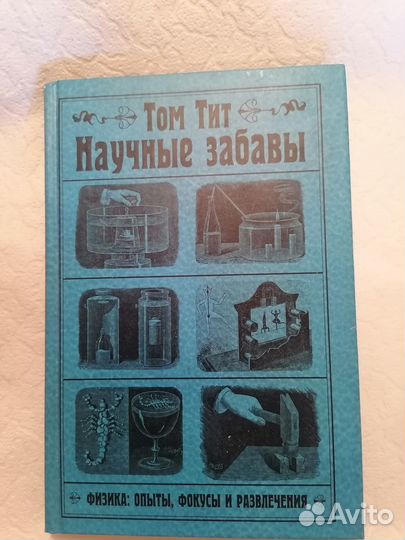 Том Тит
Научные забавы
Физика: опыты, фокусы и развлечения
Avito